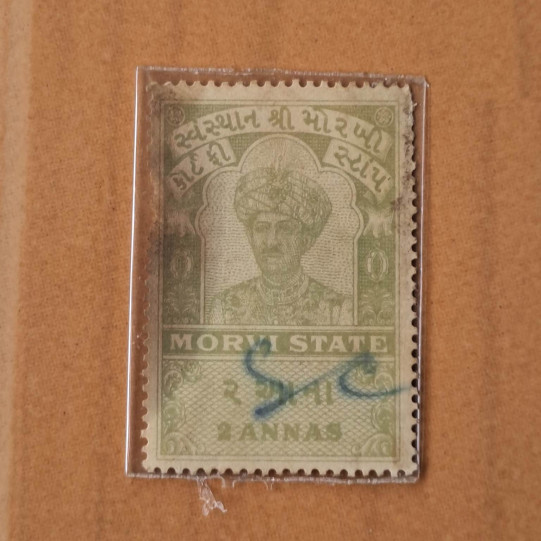 સ્વસ્થાન શ્રી મોરબી
કોર્ટ ફી સ્ટાંપ
MORVI STATE
૨ આના
2 ANNAS